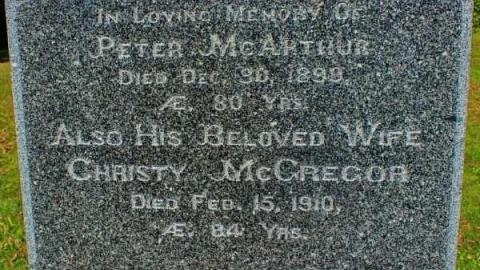 In Loving Memory Of
Peter McArthur
Died Dec. 30, 1899
Æ. 80 Yrs.
Also His Beloved Wife
Christy McGregor
Died Feb. 15, 1910,
Æ. 84 Yrs.